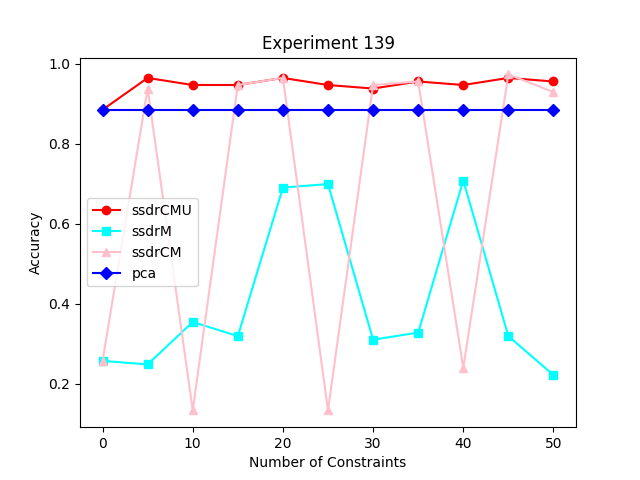 Experiment 139
Accuracy
1.0
0.8
0.6
0.4
0.2
ssdrCMU
ssdrM
ssdrCM
pca
0 10 20 30 40 50
Number of Constraints